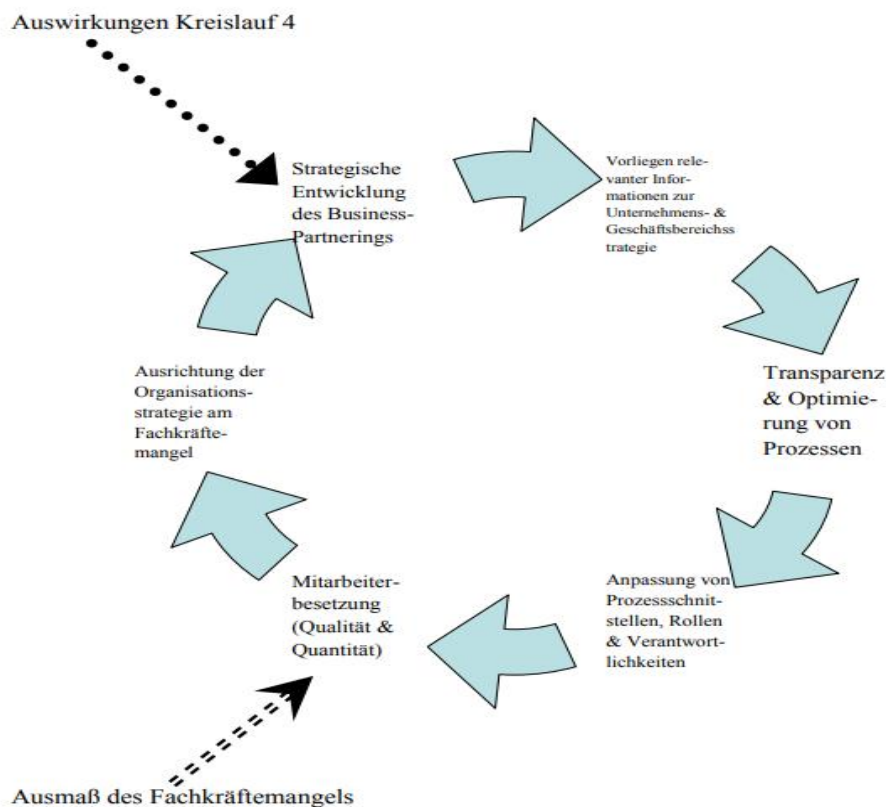 Auswirkungen Kreislauf 4
Strategische
Entwicklung
des Business-
Partnerings
Vorliegen rele-
vanter Infor-
mationen zur
Unternehmens- &
Geschäftsbereichss
trategie
Transparenz
& Optimie-
rung von
Prozessen
Anpassung von
Prozessschnit-
stellen, Rollen
& Verantwort-
lichkeiten
Mitarbeiter-
besetzung
(Qualität &
Quantität)
Ausrichtung der
Organisations-
strategie am
Fachkräfte-
mangel
Ausmaß des Fachkräftemangels